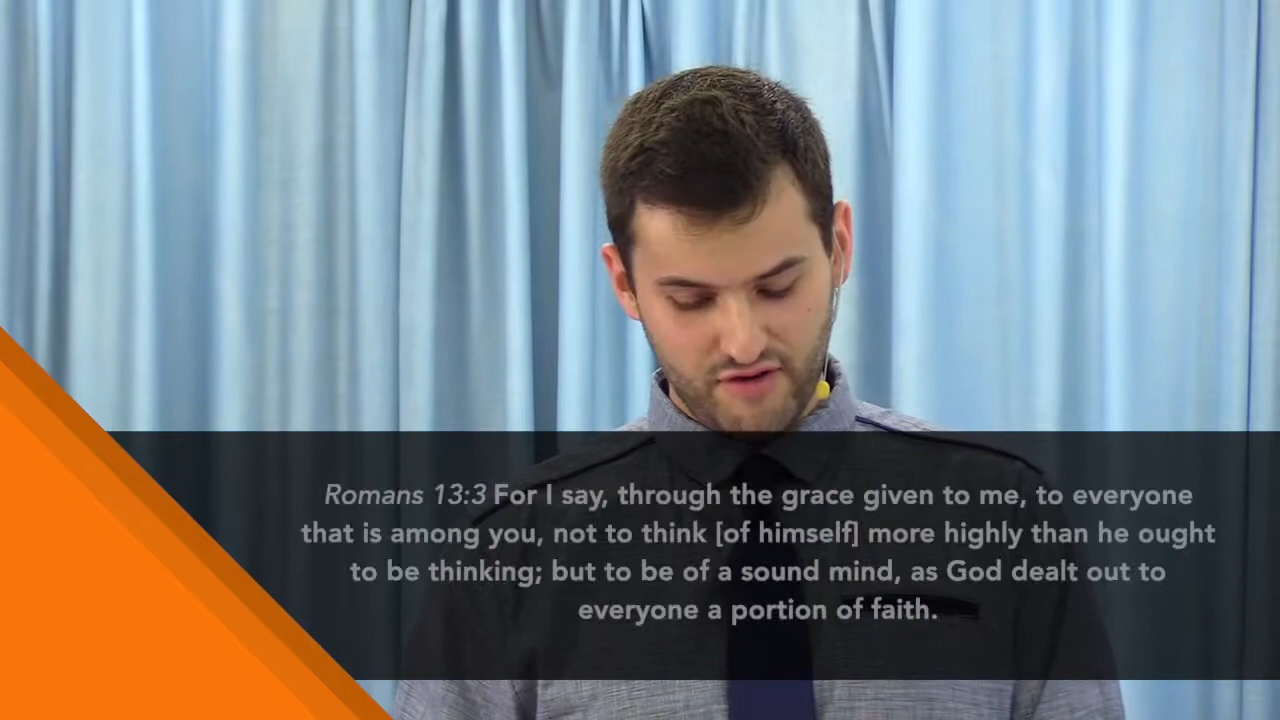 Romans 13:3 For I say, through the grace given to me, to everyone
that is among you, not to think [of himself] more highly than he ought
to be thinking; but to be of a sound mind, as God dealt out to
everyone a portion of faith.